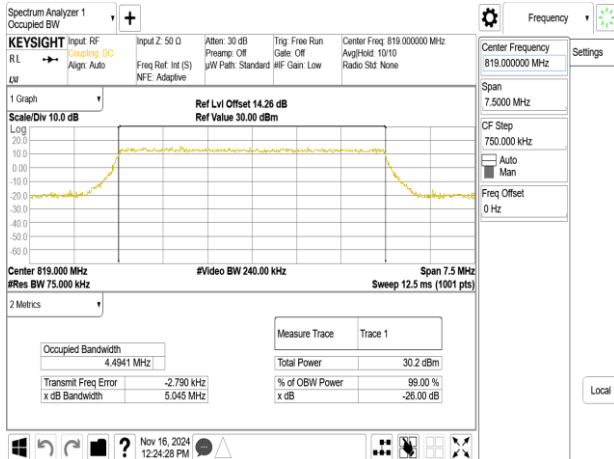 Spectrum Analyzer 1
Occupied BW
+
Frequency
KEYSIGHT
RL
LXI
Input: RF
Coupling: DC
Align: Auto
Input Z: 50 Ω
Freq Ref: Int (S)
NFE: Adaptive
Atten: 30 dB
Preamp: Off
µW Path: Standard
Trig: Free Run
Gate: Off
#IF Gain: Low
Center Freq: 819.000000 MHz
Avg|Hold: 10/10
Radio Std: None
Center Frequency
819.000000 MHz
Settings
Span
7.5000 MHz
CF Step
750.000 kHz
Auto
Man
Freq Offset
0 Hz
Local
1 Graph
Scale/Div 10.0 dB
Ref Lvl Offset 14.26 dB
Ref Value 30.00 dBm
Log
20.0
10.0
0.00
-10.0
-20.0
-30.0
-40.0
-50.0
-60.0
Center 819.000 MHz
#Res BW 75.000 kHz
#Video BW 240.00 kHz
Span 7.5 MHz
Sweep 12.5 ms (1001 pts)
2 Metrics
Occupied Bandwidth
4.4941 MHz
Transmit Freq Error -2.790 kHz
x dB Bandwidth 5.045 MHz
Measure Trace Trace 1
Total Power 30.2 dBm
% of OBW Power 99.00 %
x dB -26.00 dB
?
Nov 16, 2024
12:24:28 PM